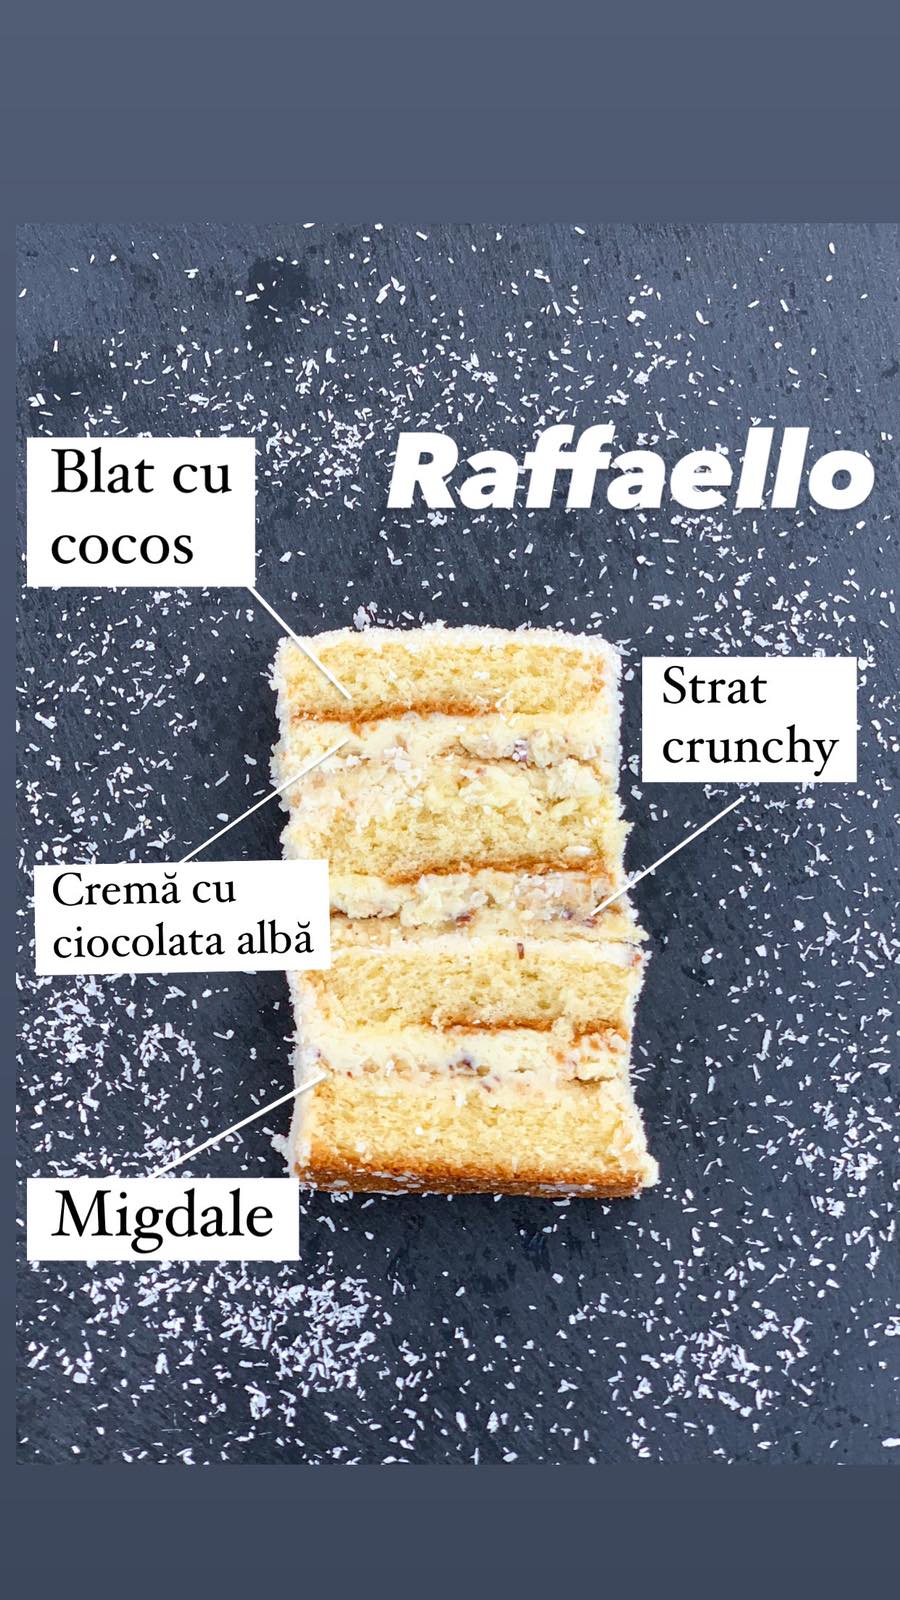 Raffaello
Blat cu
cocos
Strat
crunchy
Cremă cu
ciocolata albă
Migdale